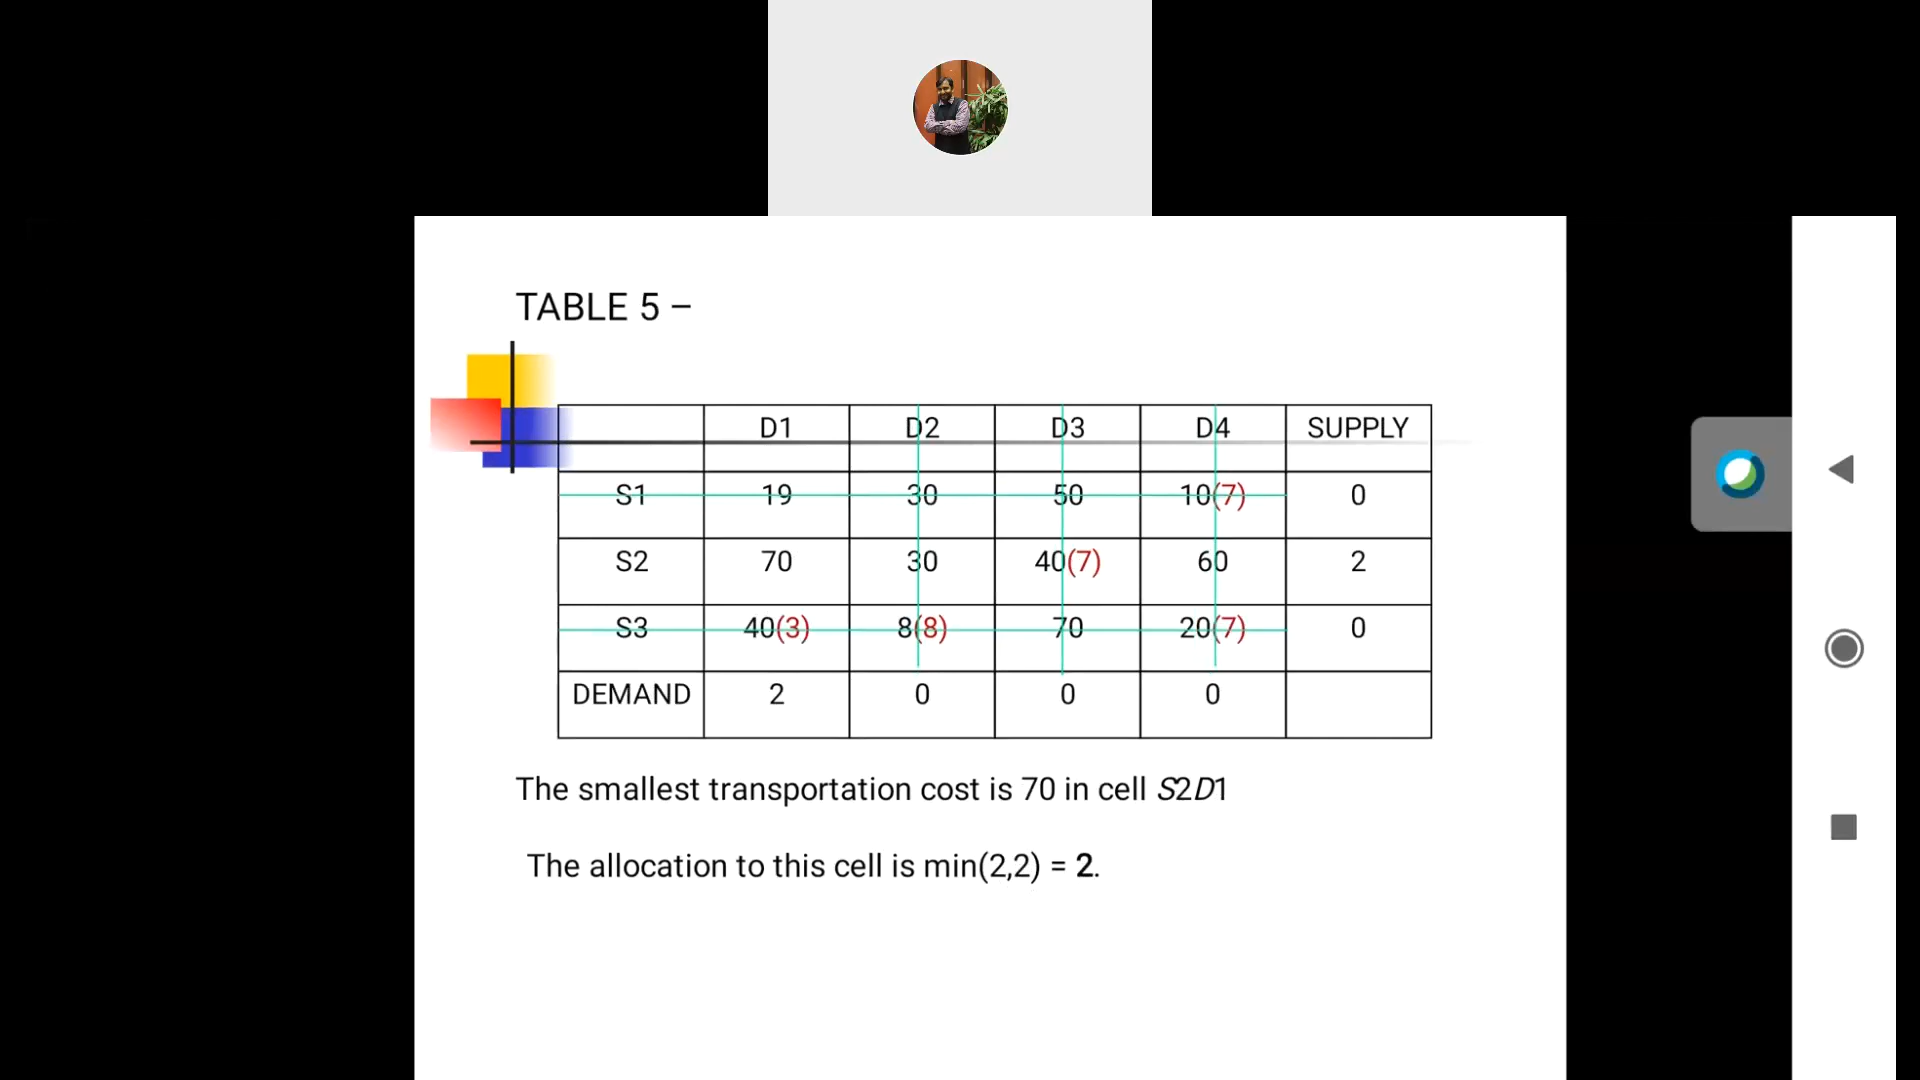 TABLE 5 –
D1 D2 D3 D4 SUPPLY
S1 19 30 50 10(7) 0
S2 70 30 40(7) 60 2
S3 40(3) 8(8) 70 20(7) 0
DEMAND 2 0 0 0
The smallest transportation cost is 70 in cell S2D1
The allocation to this cell is min(2,2) = 2.